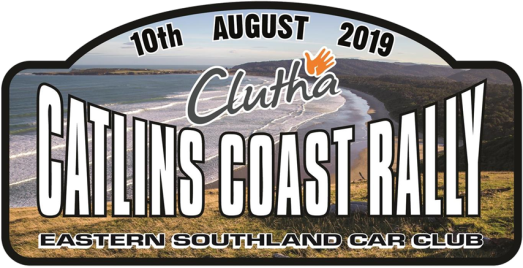 10th AUGUST 2019
Clutha
CATLINS COAST RALLY
EASTERN SOUTHLAND CAR CLUB